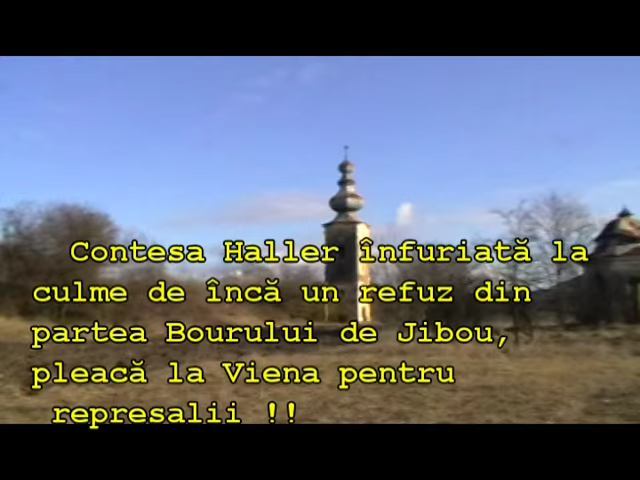 Contesa Haller înfuriată la
culme de încă un refuz din
partea Bourului de Jibou,
pleacă la Viena pentru
represalii !!